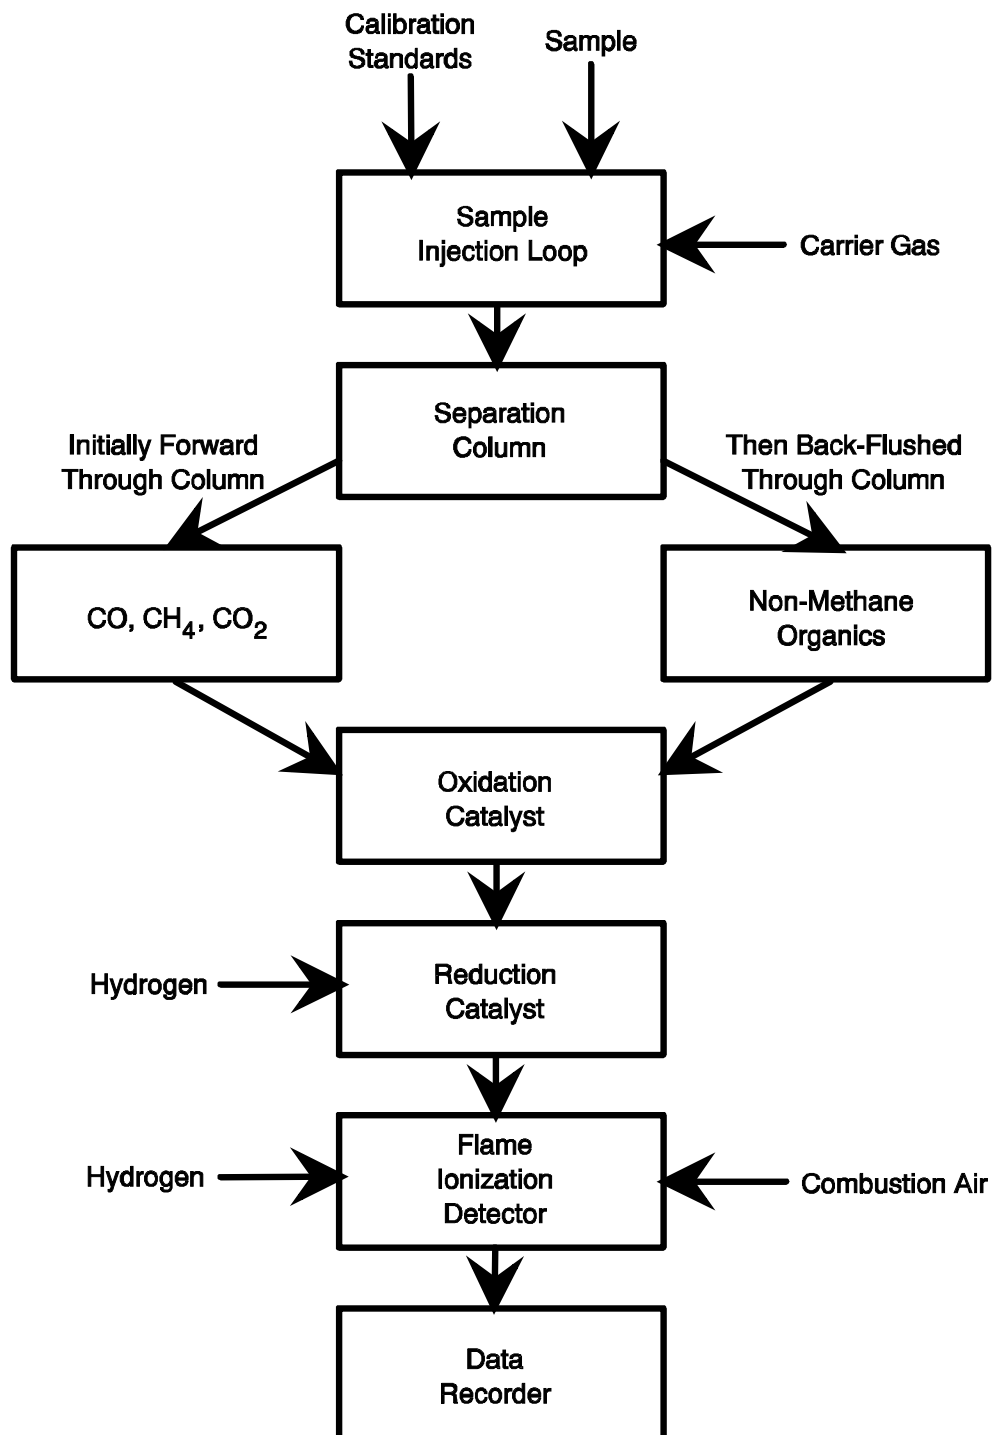 Calibration
Standards
Sample
Sample
Injection Loop
Carrier Gas
Separation
Column
Initially Forward
Through Column
Then Back-Flushed
Through Column
CO, CH4, CO2
Non-Methane
Organics
Oxidation
Catalyst
Hydrogen
Reduction
Catalyst
Hydrogen
Flame
Ionization
Detector
Combustion Air
Data
Recorder